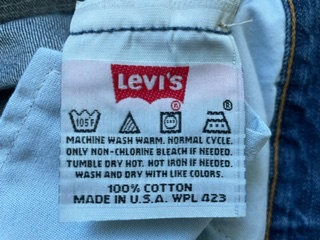 Levi's
®
®
105F
MACHINE WASH WARM. NORMAL CYCLE.
ONLY NON-CHLORINE BLEACH IF NEEDED.
TUMBLE DRY HOT. HOT IRON IF NEEDED.
WASH AND DRY WITH LIKE COLORS.
100% COTTON
MADE IN U.S.A. WPL 423